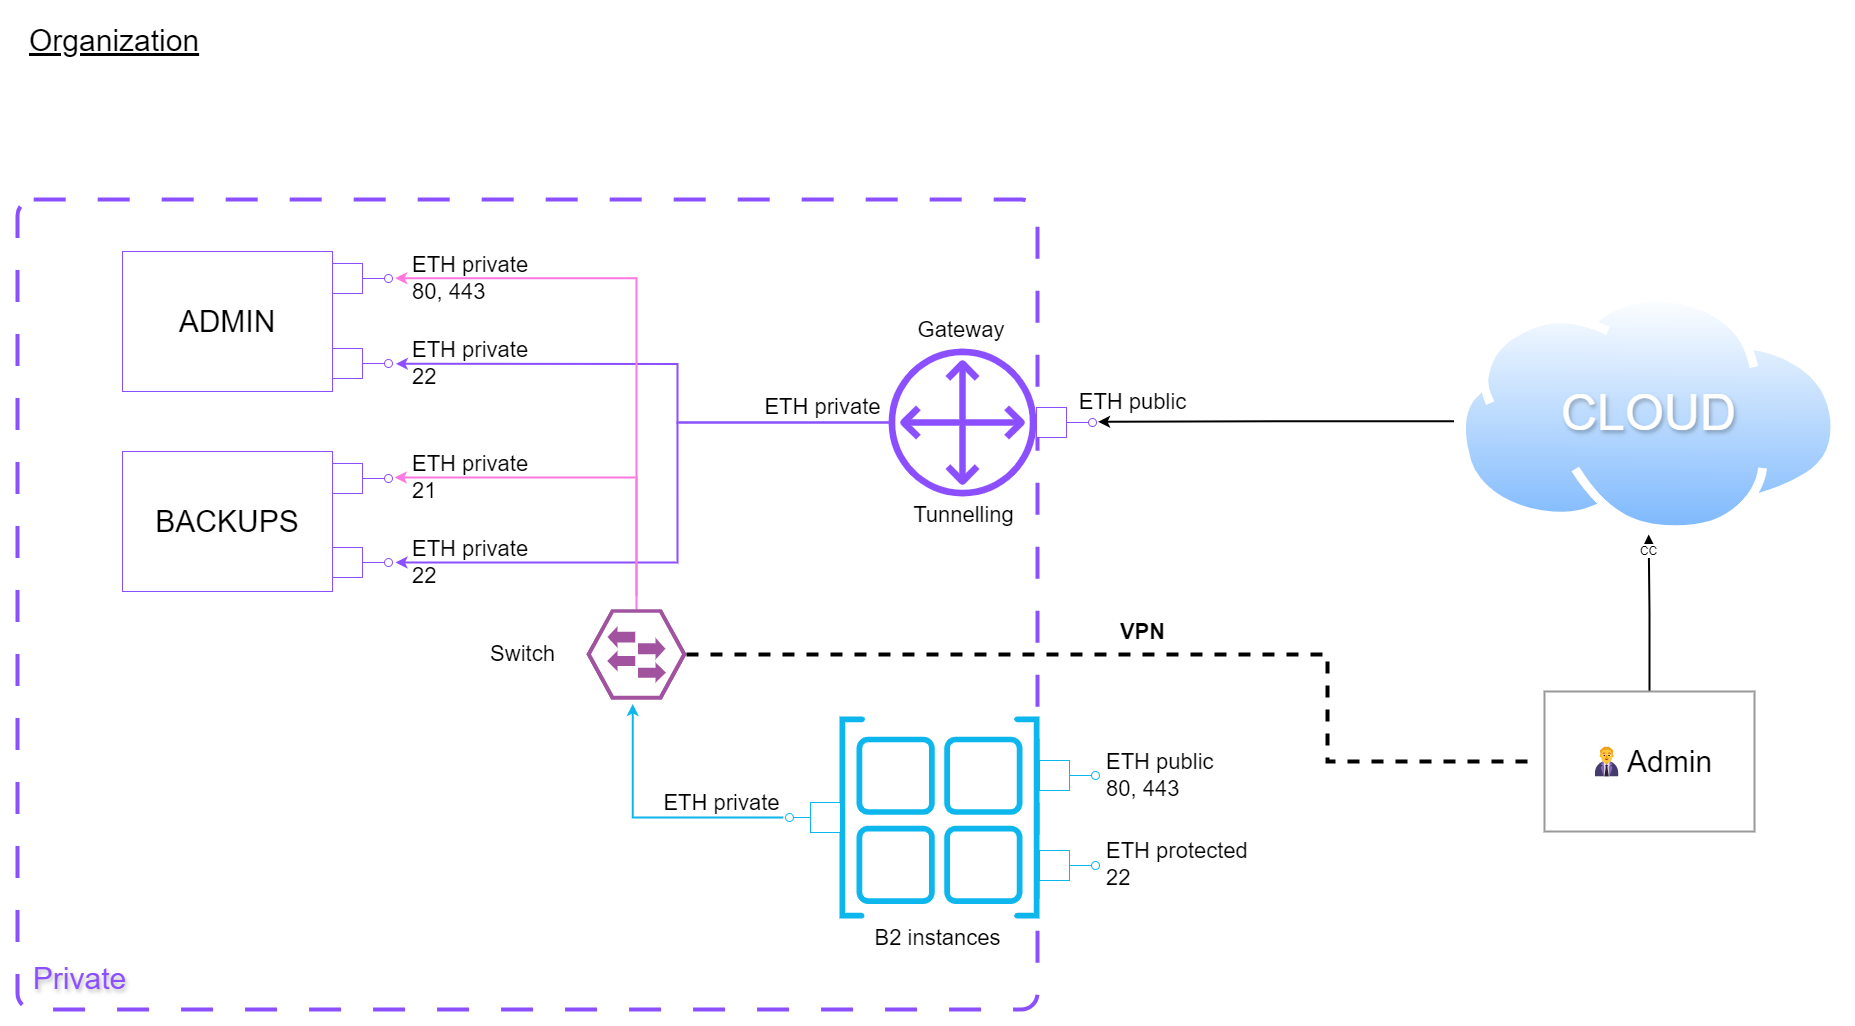 Organization
ETH private
80, 443
ADMIN
ETH private
22
Gateway
ETH private
ETH public
CLOUD
ETH private
21
BACKUPS
ETH private
22
Tunnelling
CC
VPN
Switch
Admin
ETH public
80, 443
ETH private
ETH protected
22
B2 instances
Private